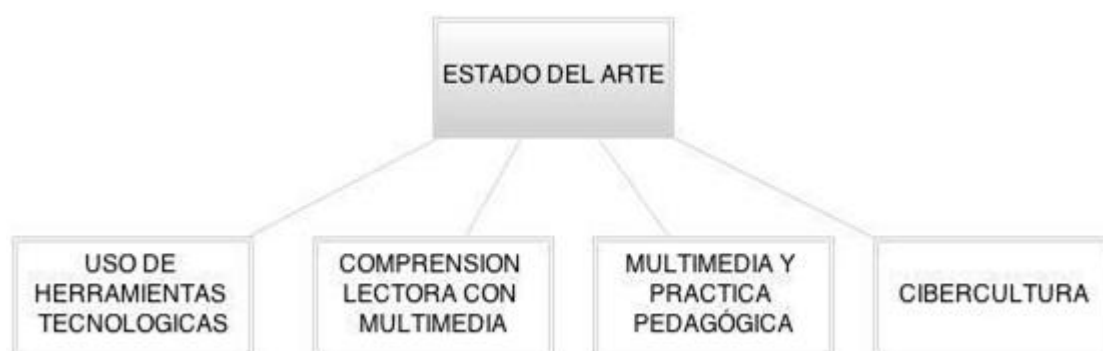 ESTADO DEL ARTE
USO DE
HERRAMIENTAS
TECNOLOGICAS
COMPRENSION
LECTORA CON
MULTIMEDIA
MULTIMEDIA Y
PRACTICA
PEDAGÓGICA
CIBERCULTURA